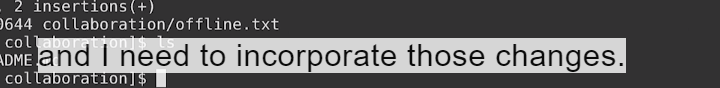 , 2 insertions(+)
0644 collaboration/offline.txt
collaboration]$ ls
and I need to incorporate those changes.
collaboration]$